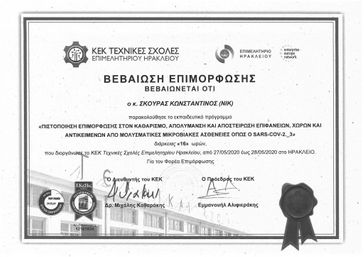 ΚΕΚ ΤΕΧΝΙΚΕΣ ΣΧΟΛΕΣ
ΕΠΙΜΕΛΗΤΗΡΙΟΥ ΗΡΑΚΛΕΙΟΥ
ΕΠΙΜΕΛΗΤΗΡΙΟ
ΗΡΑΚΛΕΙΟΥ
ΒΕΒΑΙΩΣΗ ΕΠΙΜΟΡΦΩΣΗΣ
ΒΕΒΑΙΩΝΕΤΑΙ ΟΤΙ
ο κ. ΣΚΟΥΡΑΣ ΚΩΝΣΤΑΝΤΙΝΟΣ (ΝΙΚ)
παρακολούθησε το εκπαιδευτικό πρόγραμμα
«ΠΙΣΤΟΠΟΙΗΣΗ ΕΠΙΜΟΡΦΩΣΗΣ ΣΤΟΝ ΚΑΘΑΡΙΣΜΟ, ΑΠΟΛΥΜΑΝΣΗ ΚΑΙ ΑΠΟΣΤΕΙΡΩΣΗ ΕΠΙΦΑΝΕΙΩΝ, ΧΩΡΩΝ ΚΑΙ
ΑΝΤΙΚΕΙΜΕΝΩΝ ΑΠΟ ΜΟΛΥΣΜΑΤΙΚΕΣ ΜΙΚΡΟΒΙΑΚΕΣ ΑΣΘΕΝΕΙΕΣ ΟΠΩΣ Ο SARS-COV-2_3»
διάρκειας «16» ωρών,
που διοργάνωσε το ΚΕΚ Τεχνικές Σχολές Επιμελητηρίου Ηρακλείου, από 27/05/2020 έως 28/05/2020 στο ΗΡΑΚΛΕΙΟ.
Για τον Φορέα Επιμόρφωσης
Ο Διευθυντής του ΚΕΚ
Ο Πρόεδρος του ΚΕΚ
Δρ. Μιχάλης Καθαράκης
Εμμανουήλ Αλιφιεράκης